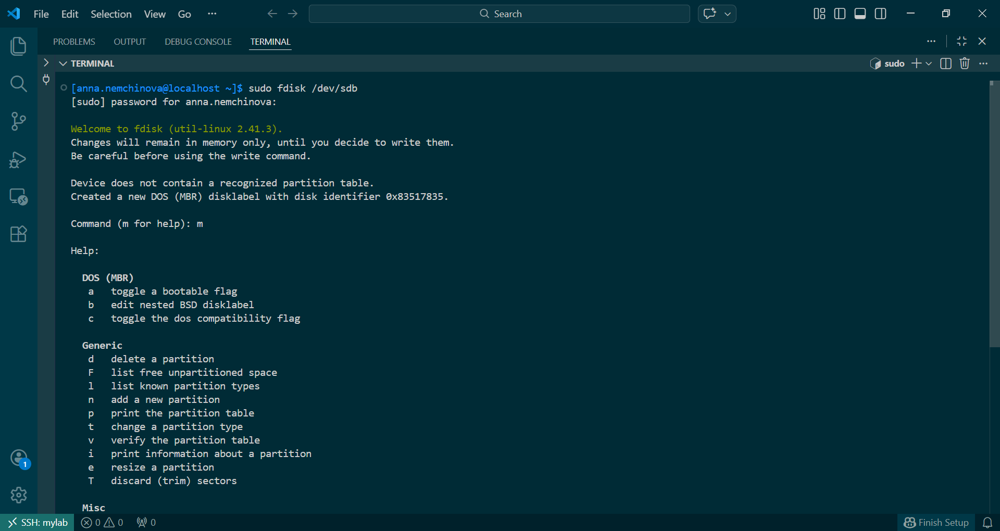 File Edit Selection View Go ···
Search
PROBLEMS OUTPUT DEBUG CONSOLE TERMINAL
TERMINAL
sudo
[anna.nemchinova@localhost ~]$ sudo fdisk /dev/sdb
[sudo] password for anna.nemchinova:
Welcome to fdisk (util-linux 2.41.3).
Changes will remain in memory only, until you decide to write them.
Be careful before using the write command.
Device does not contain a recognized partition table.
Created a new DOS (MBR) disklabel with disk identifier 0x83517835.
Command (m for help): m
Help:
DOS (MBR)
a toggle a bootable flag
b edit nested BSD disklabel
c toggle the dos compatibility flag
Generic
d delete a partition
F list free unpartitioned space
l list known partition types
n add a new partition
p print the partition table
t change a partition type
v verify the partition table
i print information about a partition
e resize a partition
T discard (trim) sectors
Misc
1
SSH: mylab 0 0 0
Finish Setup